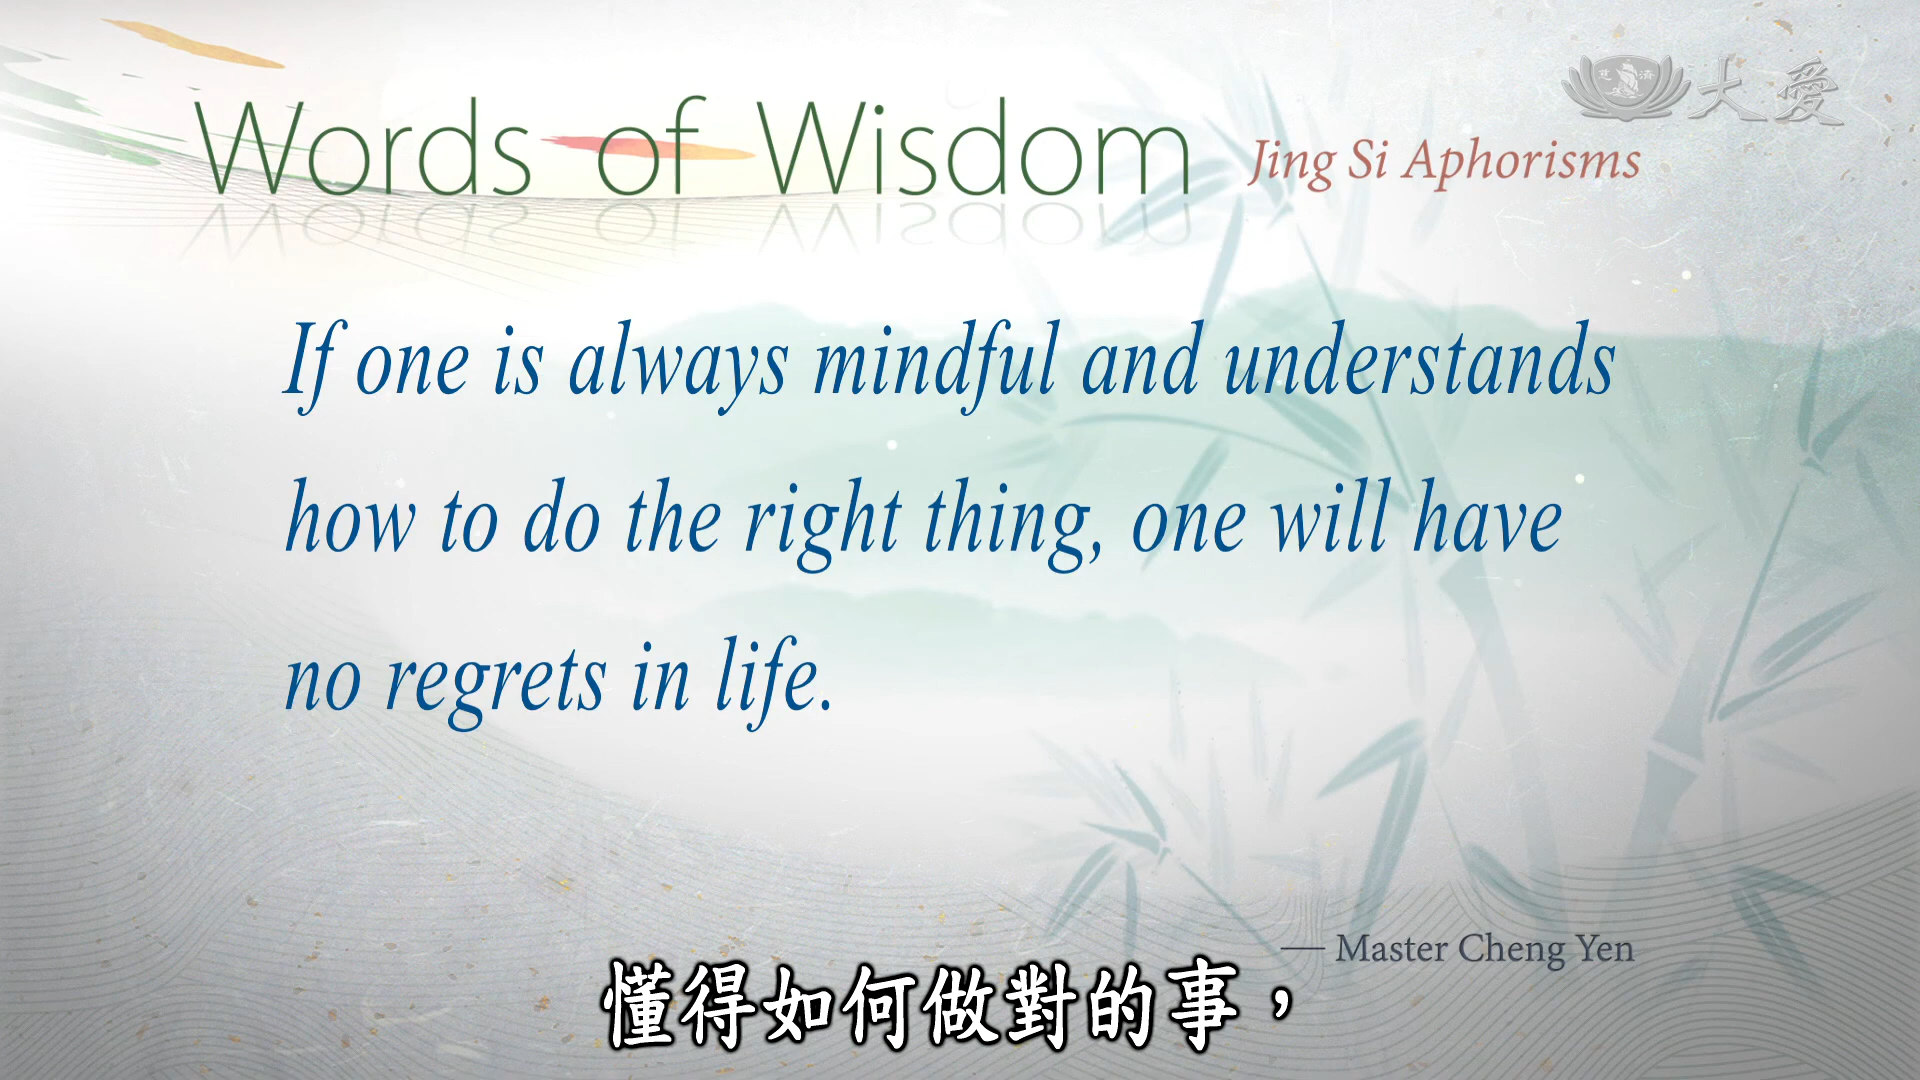 大愛
慈濟
Words of Wisdom
Jing Si Aphorisms
If one is always mindful and understands
how to do the right thing, one will have
no regrets in life.
— Master Cheng Yen
懂得如何做對的事，